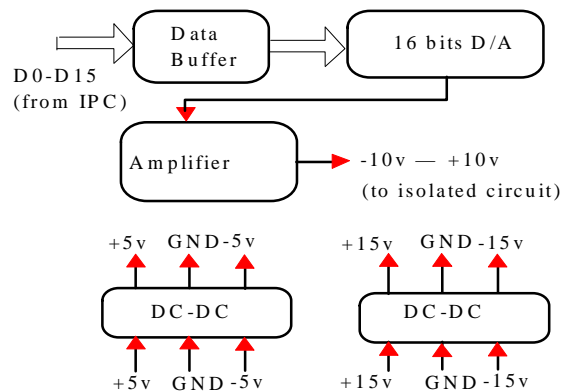 Data
Buffer
16 bits D/A
D0-D15
(from IPC)
Amplifier
-10v — +10v
(to isolated circuit)
+5v GND -5v
+15v GND -15v
DC-DC
DC-DC
+5v GND -5v
+15v GND -15v